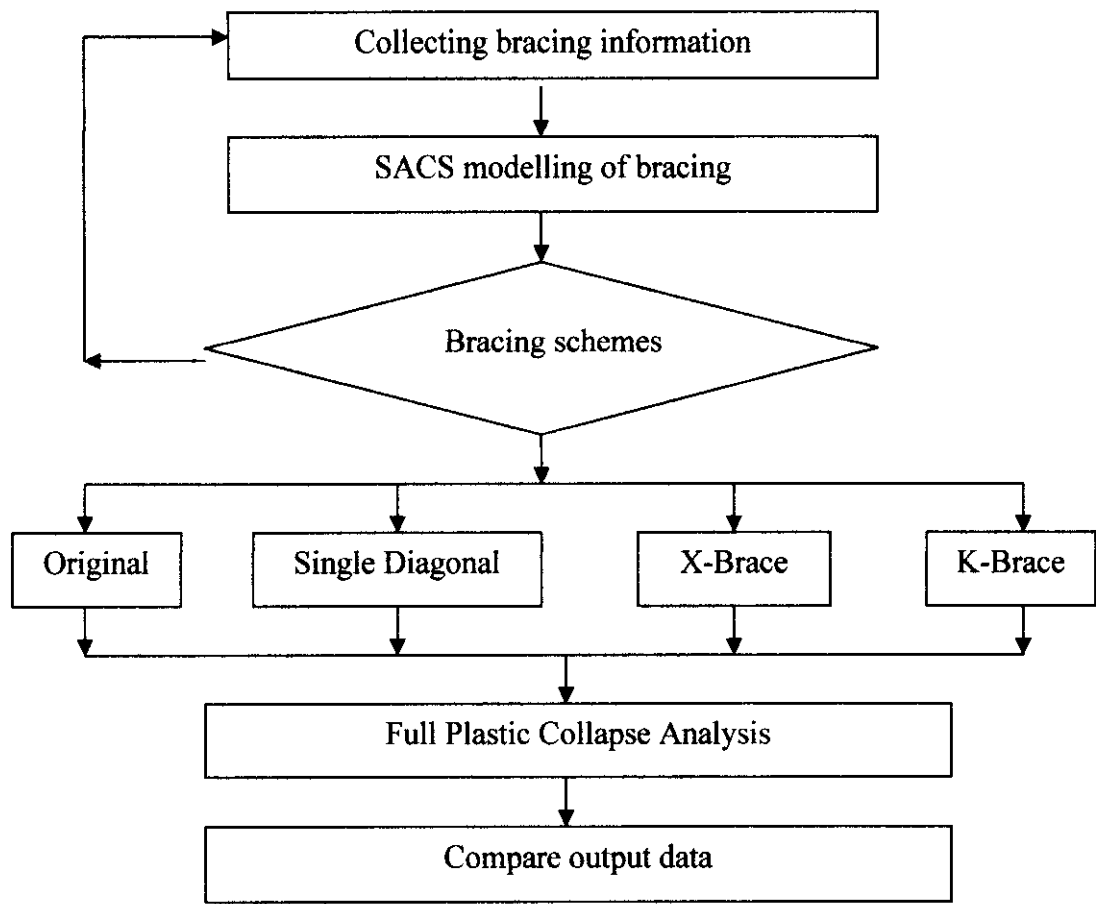 Collecting bracing information
SACS modelling of bracing
Bracing schemes
Original
Single Diagonal
X-Brace
K-Brace
Full Plastic Collapse Analysis
Compare output data